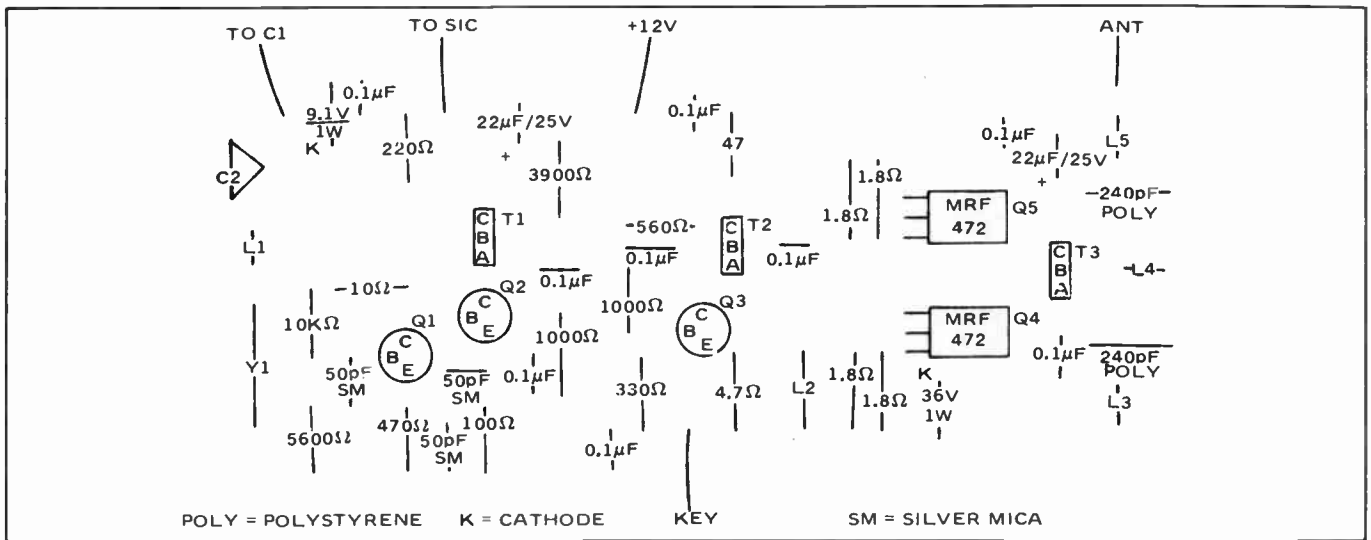 TO C1
TO SIC
+12V
ANT
0.1µF
9.1V
1W
K
220Ω
22µF/25V
+
3900Ω
0.1µF
47
0.1µF
L5
22µF/25V
+
C2
1.8Ω
1.8Ω
MRF
472
Q5
-240pF-
POLY
C
B
A
T1
-560Ω-
0.1µF
C
B
A
T2
0.1µF
C
B
A
T3
-L4-
L1
-10Ω-
0.1µF
10KΩ
Q1
C
B
E
Q2
C
B
E
1000Ω
1000Ω
Q3
C
B
E
MRF
472
Q4
Y1
50pF
SM
50pF
SM
0.1µF
330Ω
4.7Ω
L2
1.8Ω
1.8Ω
K
36V
1W
0.1µF
240pF
POLY
L3
5600Ω
470Ω
50pF
SM
100Ω
0.1µF
POLY = POLYSTYRENE
K = CATHODE
KEY
SM = SILVER MICA